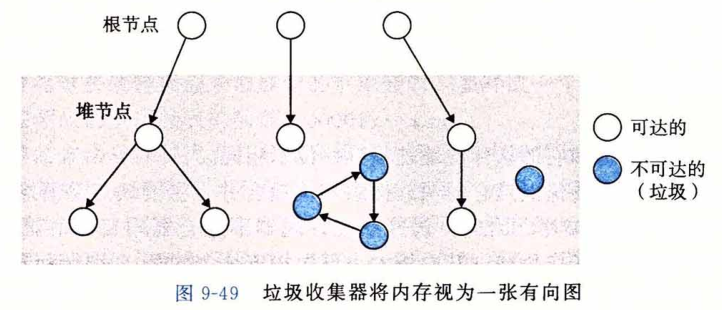 根节点
堆节点
可达的
不可达的
（垃圾）
图 9-49 垃圾收集器将内存视为一张有向图